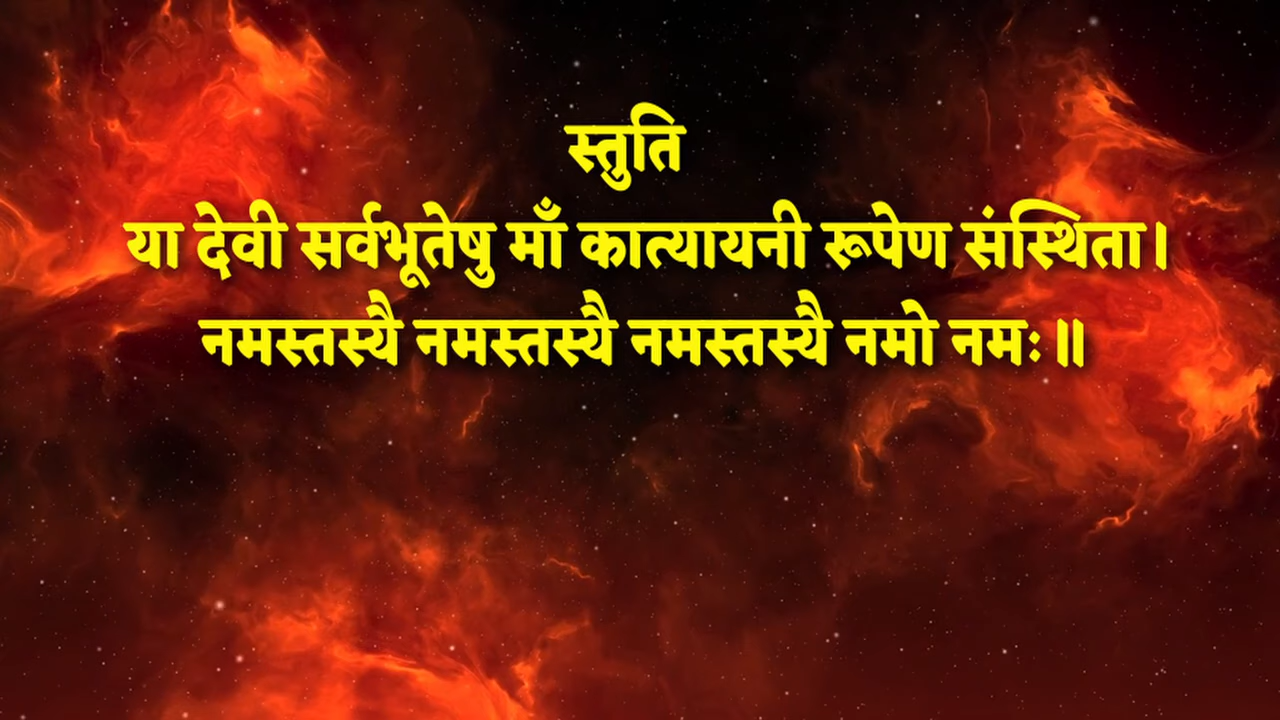 स्तुति
या देवी सर्वभूतेषु माँ कात्यायनी रूपेण संस्थिता।
नमस्तस्यै नमस्तस्यै नमस्तस्यै नमो नमः॥